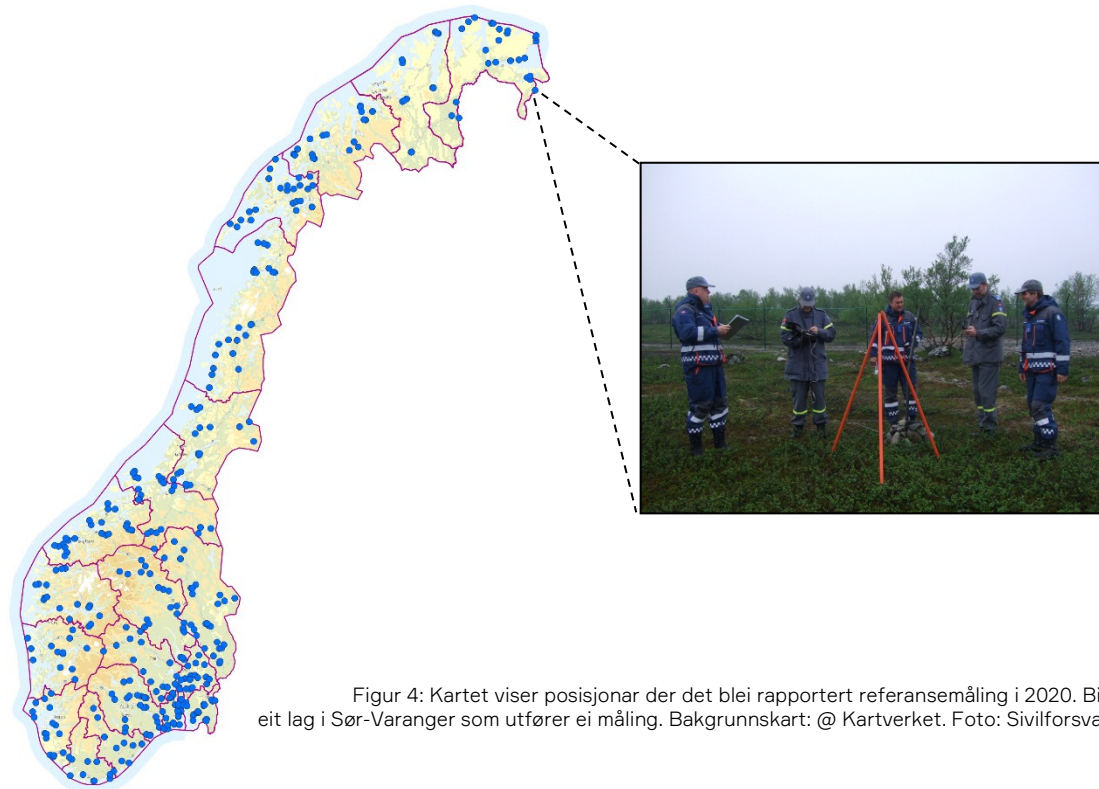 Figur 4: Kartet viser posisjonar der det blei rapportert referansemåling i 2020. Bi
eit lag i Sør-Varanger som utfører ei måling. Bakgrunnskart: @ Kartverket. Foto: Sivilforsva